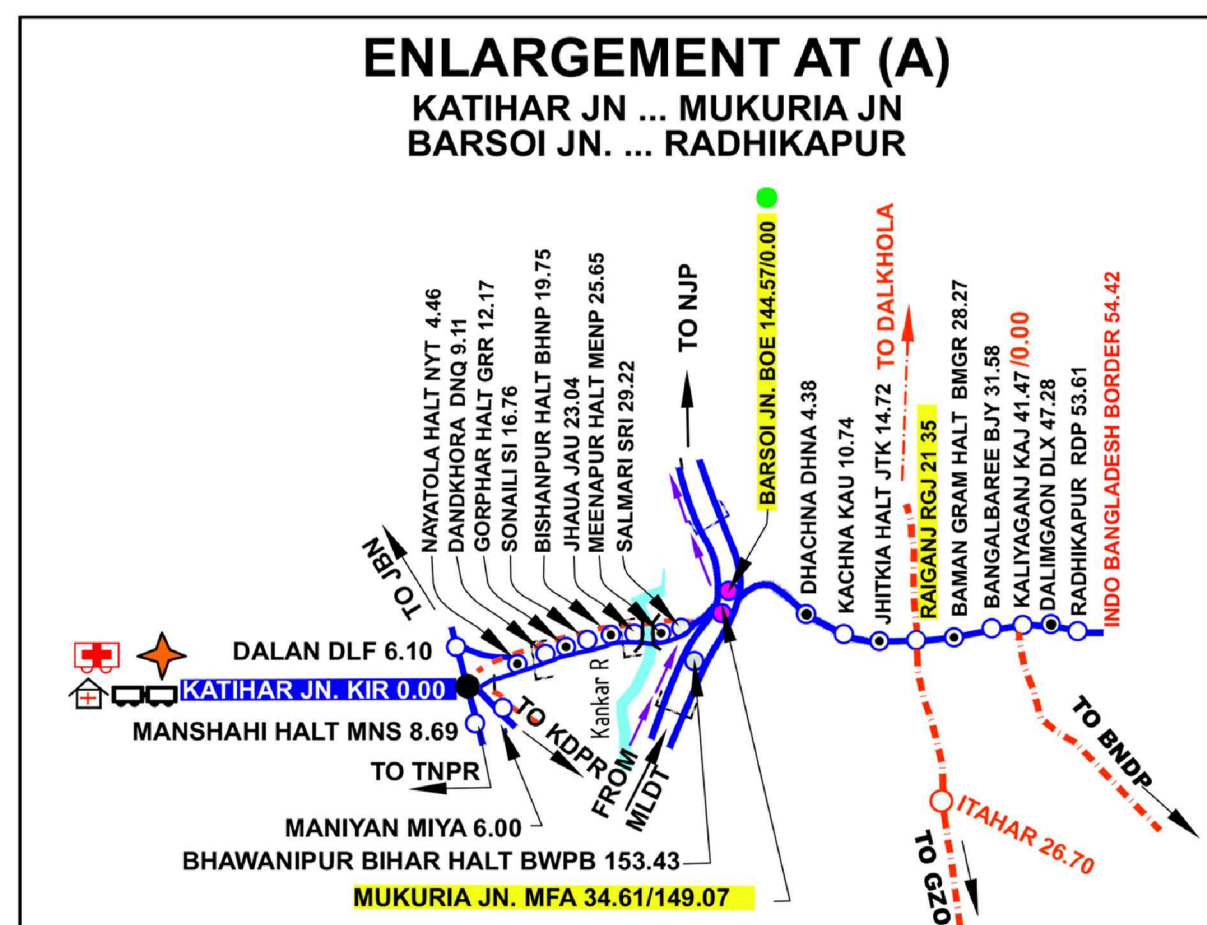 ENLARGEMENT AT (A)
KATIHAR JN ... MUKURIA JN
BARSOI JN. ... RADHIKAPUR
TO JBN
NAYATOLA HALT NYT 4.46
DANDKHORA DNQ 9.11
GORPHAR HALT GRR 12.17
SONAILI SI 16.76
BISHANPUR HALT BHNP 19.75
JHAUA JAU 23.04
MEENAPUR HALT MENP 25.65
SALMARI SRI 29.22
TO NJP
BARSOI JN. BOE 144.57/0.00
DHACHNA DHNA 4.38
KACHNA KAU 10.74
JHITKIA HALT JTK 14.72
TO DALKHOLA
RAIGANJ RGJ 21 35
BAMAN GRAM HALT BMGR 28.27
BANGALBAREE BJY 31.58
KALIYAGANJ KAJ 41.47/0.00
DALIMGAON DLX 47.28
RADHIKAPUR RDP 53.61
INDO BANGLADESH BORDER 54.42
DALAN DLF 6.10
KATIHAR JN. KIR 0.00
MANSHAHI HALT MNS 8.69
TO TNPR
TO KDPR
Kankar R
FROM
MLDT
MANIYAN MIYA 6.00
BHAWANIPUR BIHAR HALT BWPB 153.43
MUKURIA JN. MFA 34.61/149.07
TO BNDP
ITAHAR 26.70
TO GZO